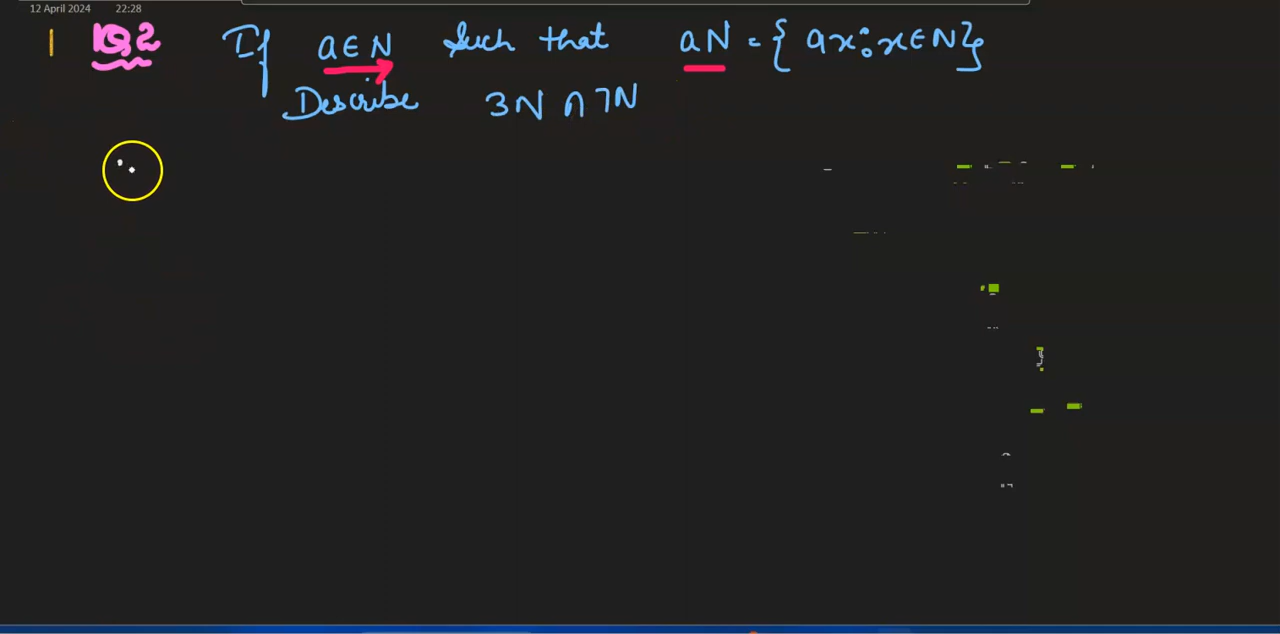 12 April 2024 22:28
Q2 If a∈N such that aN = { ax : x∈N }
Describe 3N ∩ 7N